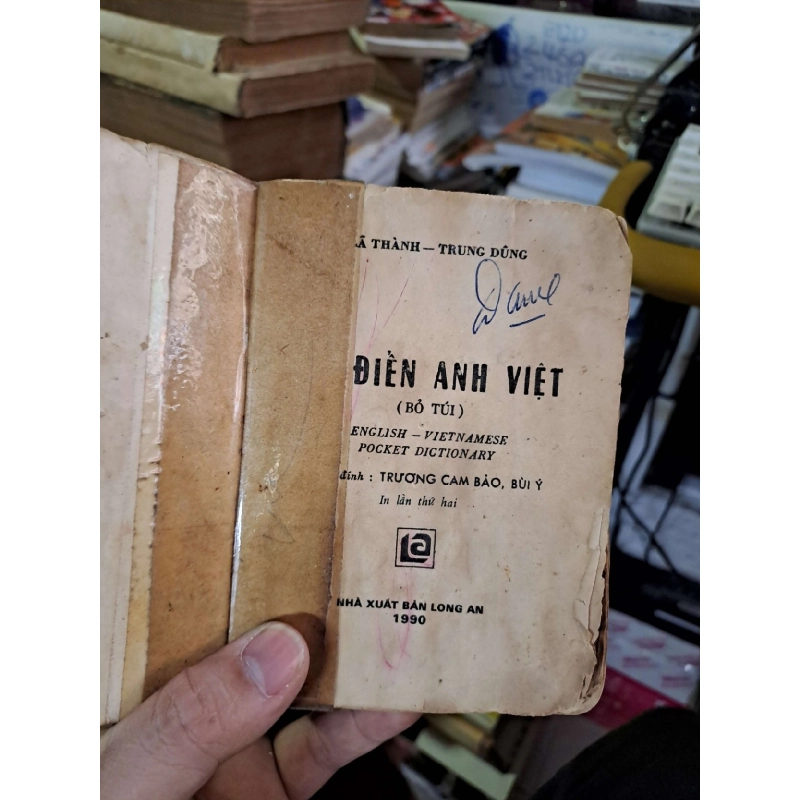 THÀNH — TRUNG DŨNG
ĐIỂN ANH VIỆT
(BỎ TÚI)
ENGLISH — VIETNAMESE
POCKET DICTIONARY
đính : TRƯƠNG CAM BẢO, BÙI Ý
In lần thứ hai
NHÀ XUẤT BẢN LONG AN
1990